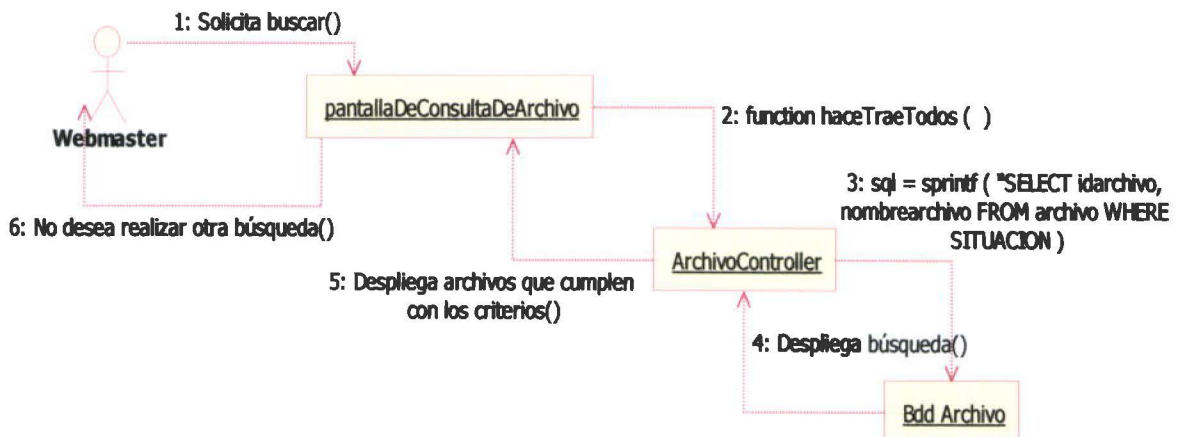 1: Solicita buscar()
pantallaDeConsultaDeArchivo
2: function haceTraeTodos ( )
Webmaster
3: sql = sprintf ( "SELECT idarchivo,
nombrearchivo FROM archivo WHERE
SITUACION )
6: No desea realizar otra búsqueda()
ArchivoController
5: Despliega archivos que cumplen
con los criterios()
4: Despliega búsqueda()
Bdd Archivo